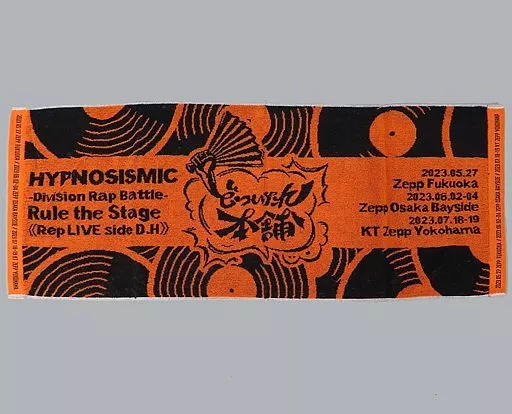 HYPNOSISMIC
-Division Rap Battle-
Rule the Stage
《Rep LIVE side D.H》
どついたれ
本舗
2023.05.27
Zepp Fukuoka
2023.06.02-04
Zepp Osaka Bayside
2023.07.18-19
KT Zepp Yokohama